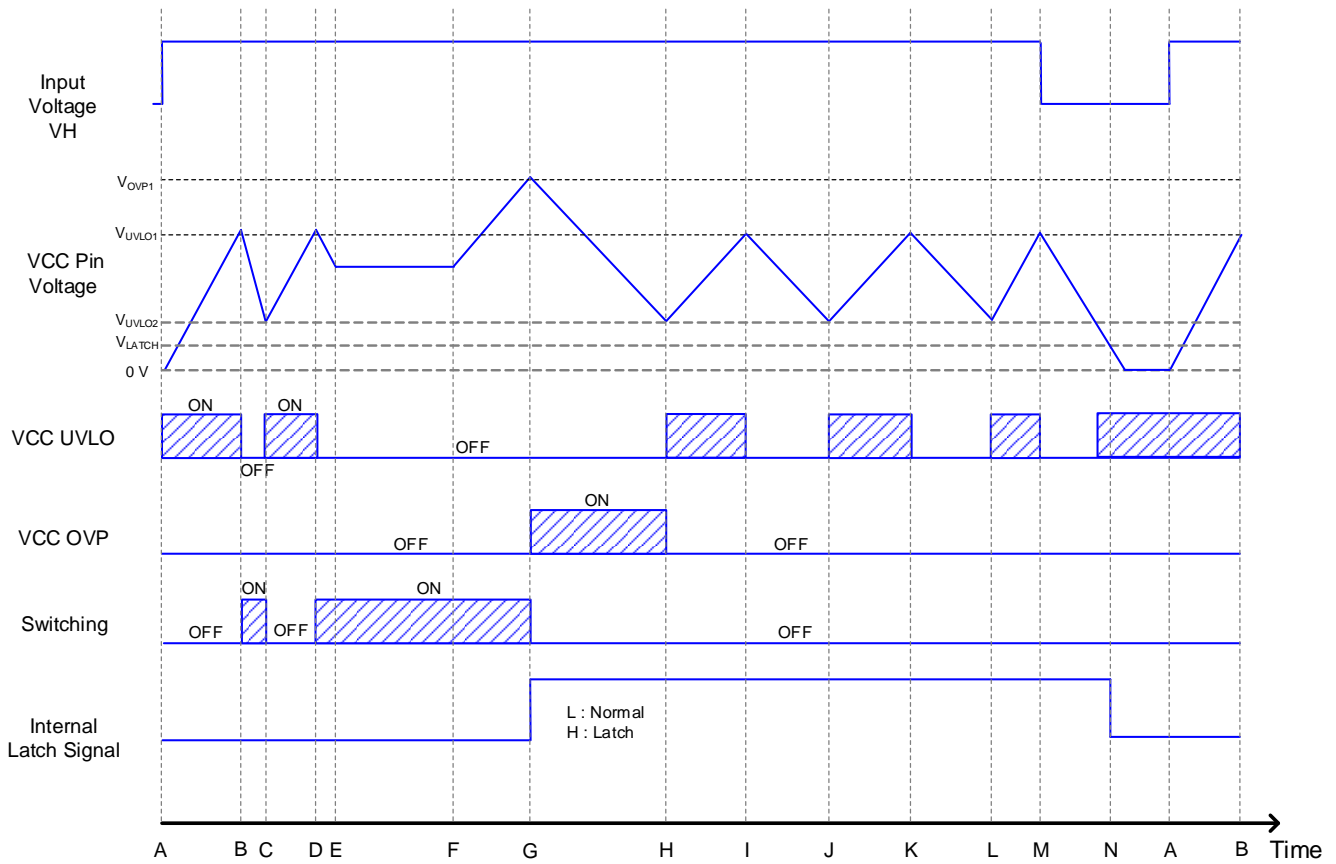 Input
Voltage
VH
VOVP1
VUVLO1
VCC Pin
Voltage
VUVLO2
VLATCH
0 V
ON
ON
VCC UVLO
OFF
OFF
ON
VCC OVP
OFF
OFF
ON
ON
Switching
OFF
OFF
OFF
L : Normal
H : Latch
Internal
Latch Signal
A B C D E F G H I J K L M N A B Time